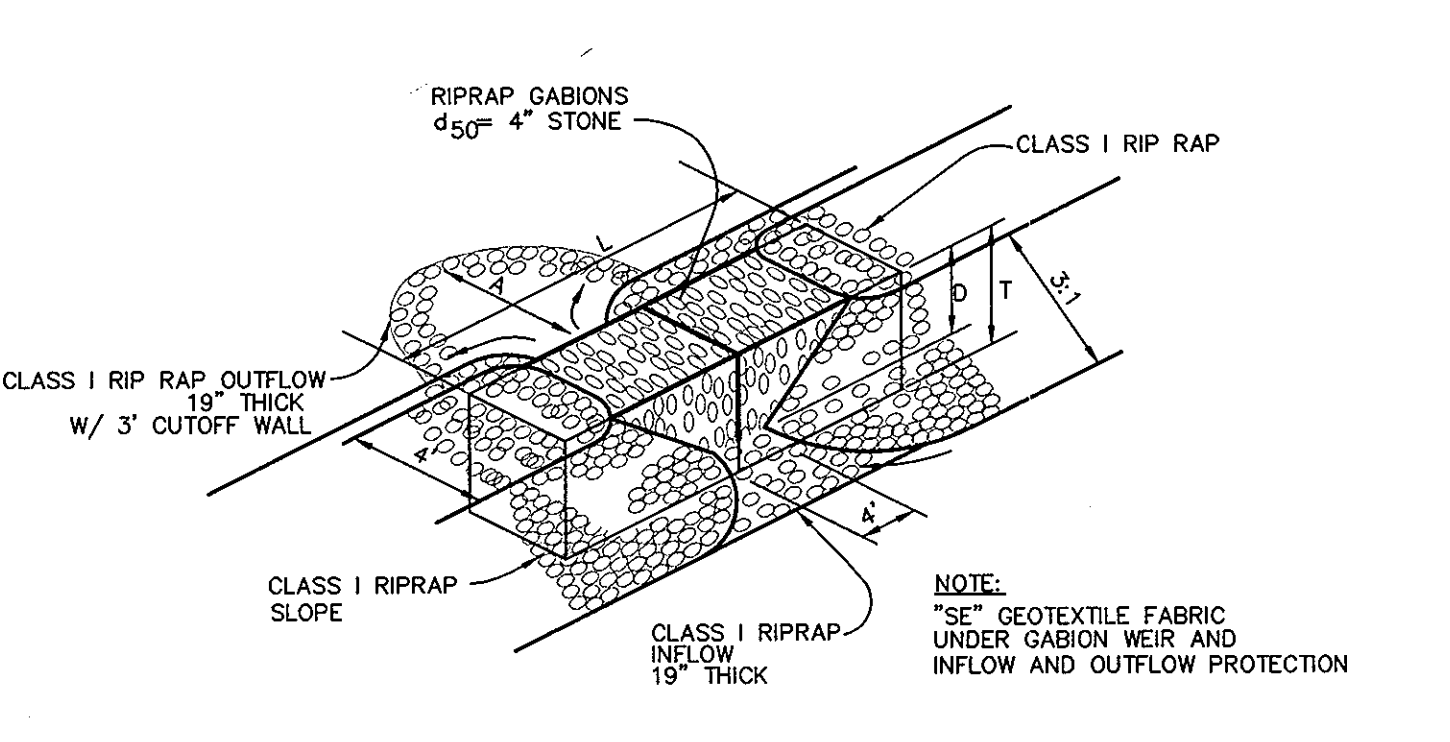 RIPRAP GABIONS
d50= 4" STONE
CLASS I RIP RAP
L
A
D
T
3:1
CLASS I RIP RAP OUTFLOW
19" THICK
W/ 3' CUTOFF WALL
4'
4'
CLASS I RIPRAP
SLOPE
CLASS I RIPRAP
INFLOW
19" THICK
NOTE:
"SE" GEOTEXTILE FABRIC
UNDER GABION WEIR AND
INFLOW AND OUTFLOW PROTECTION